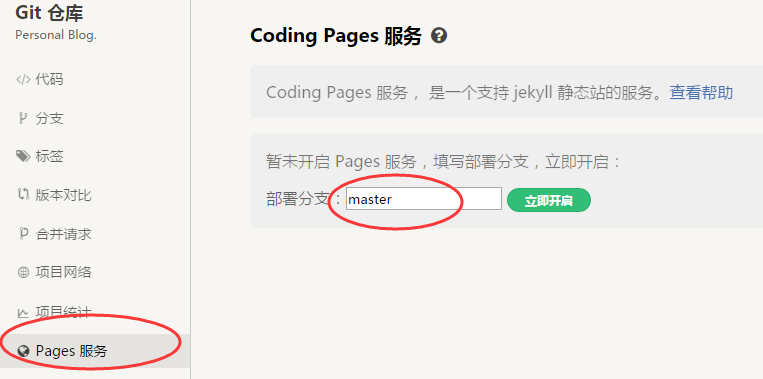 Git 仓库
Personal Blog.
代码
分支
标签
版本对比
合并请求
项目网络
项目统计
Pages 服务
Coding Pages 服务
Coding Pages 服务， 是一个支持 jekyll 静态站的服务。查看帮助
暂未开启 Pages 服务，填写部署分支，立即开启：
部署分支：master 立即开启